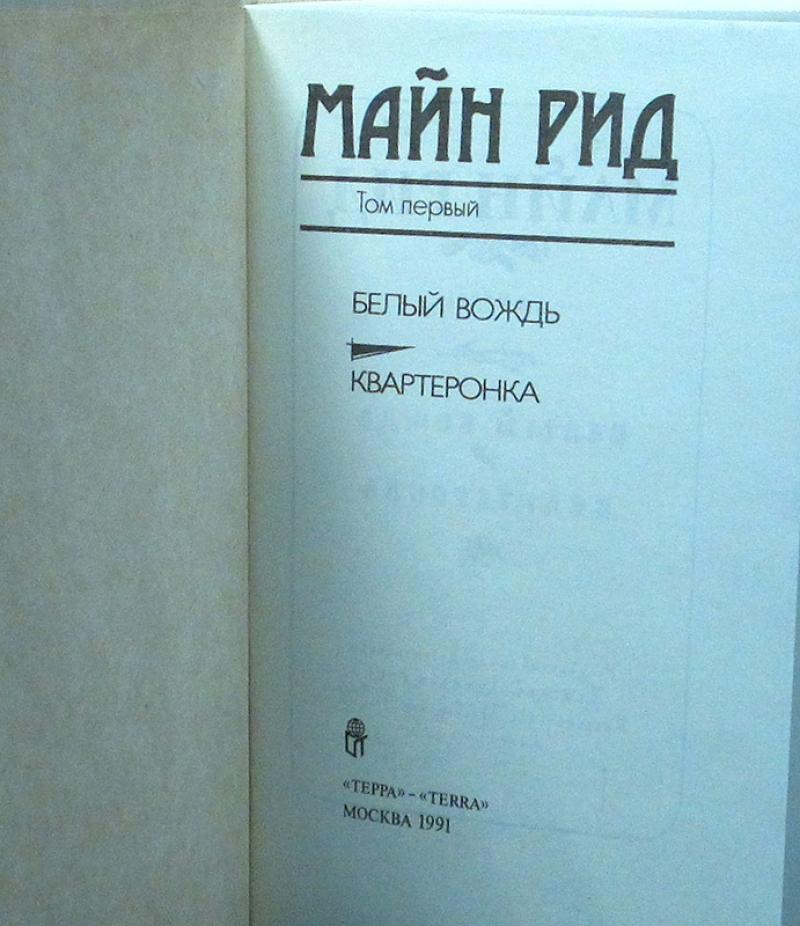 МАЙН РИД
Том первый
БЕЛЫЙ ВОЖДЬ
КВАРТЕРОНКА
«ТЕРРА» – «TERRA»
МОСКВА 1991